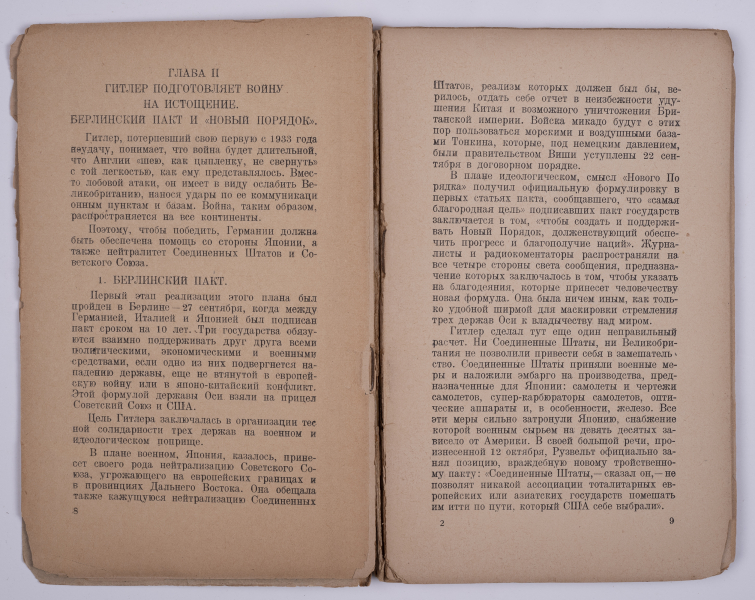 ГЛАВА II
ГИТЛЕР ПОДГОТОВЛЯЕТ ВОЙНУ
НА ИСТОЩЕНИЕ.
БЕРЛИНСКИЙ ПАКТ И «НОВЫЙ ПОРЯДОК».
Гитлер, потерпевший свою первую с 1933 года
неудачу, понимает, что война будет длительной,
что Англии «шею, как цыпленку, не свернуть»
с той легкостью, как ему представлялось. Вмес-
то лобовой атаки, он имеет в виду ослабить Ве-
ликобританию, нанося удары по ее коммуникаци
онным пунктам и базам. Война, таким образом,
распространяется на все континенты.
Поэтому, чтобы победить, Германии должна
быть обеспечена помощь со стороны Японии, а
также нейтралитет Соединенных Штатов и Со-
ветского Союза.
1. БЕРЛИНСКИЙ ПАКТ.
Первый этап реализации этого плана был
пройден в Берлине — 27 сентября, когда между
Германией, Италией и Японией был подписан
пакт сроком на 10 лет. Три государства обязу-
ются взаимно поддерживать друг друга всеми
политическими, экономическими и военными
средствами, если одно из них подвергнется на-
падению державы, еще не втянутой в европей-
скую войну или в японо-китайский конфликт.
Этой формулой державы Оси взяли на прицел
Советский Союз и США.
Цель Гитлера заключалась в организации тес
ной солидарности трех держав на военном и
идеологическом поприще.
В плане военном, Япония, казалось, прине-
сет своего рода нейтрализацию Советского Со-
юза, угрожающего на европейских границах и
в провинциях Дальнего Востока. Она обещала
также кажущуюся нейтрализацию Соединенных
8
Штатов, реализм которых должен был бы, ве-
рилось, отдать себе отчет в неизбежности уду-
шения Китая и возможного уничтожения Бри-
танской империи. Войска микадо будут с этих
пор пользоваться морскими и воздушными база-
ми Тонкина, которые, под немецким давлением,
были правительством Виши уступлены 22 сен-
тября в договорном порядке.
В плане идеологическом, смысл «Нового По
рядка» получил официальную формулировку в
первых статьях пакта, сообщавшего, что «самая
благородная цель» подписавших пакт государств
заключается в том, «чтобы создать и поддержи-
вать Новый Порядок, долженствующий обеспе-
чить прогресс и благополучие наций». Журна-
листы и радиокоментаторы распространяли на
все четыре стороны света сообщения, предназна-
чение которых заключалось в том, чтобы указать
на благодеяния, которые принесет человечеству
новая формула. Она была ничем иным, как толь-
ко удобной ширмой для маскировки стремления
трех держав Оси к владычеству над миром.
Гитлер сделал тут еще один неправильный
расчет. Ни Соединенные Штаты, ни Великобри-
тания не позволили привести себя в замешатель-
ство. Соединенные Штаты приняли военные ме-
ры и наложили эмбарго на производства, пред-
назначенные для Японии: самолеты и чертежи
самолетов, супер-карбюраторы самолетов, опти-
ческие аппараты и, в особенности, железо. Все
эти меры сильно затронули Японию, снабжение
которой военным сырьем на девять десятых за-
висело от Америки. В своей большой речи, про-
изнесенной 12 октября, Рузвельт официально за-
нял позицию, враждебную новому тройственно-
му пакту: «Соединенные Штаты, — сказал он, — не
позволят никакой ассоциации тоталитарных ев-
ропейских или азиатских государств помешать
им итти по пути, который США себе выбрали».
2 9